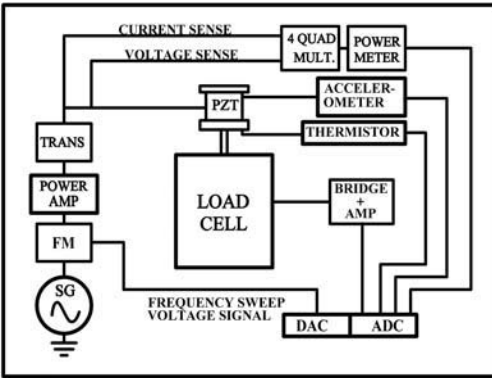 CURRENT SENSE
VOLTAGE SENSE
4 QUAD
MULT.
POWER
METER
PZT
ACCELER-
OMETER
THERMISTOR
TRANS
POWER
AMP
FM
SG
LOAD
CELL
BRIDGE
+
AMP
FREQUENCY SWEEP
VOLTAGE SIGNAL
DAC
ADC